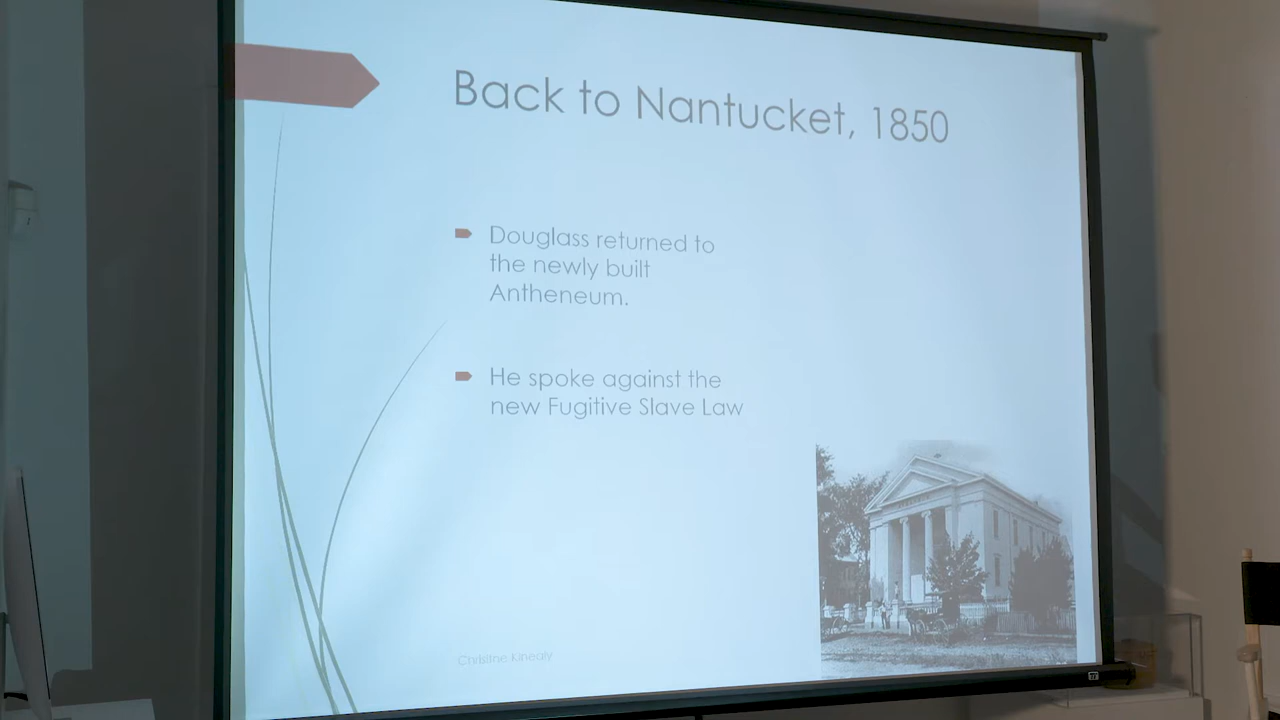 Back to Nantucket, 1850
Douglass returned to
the newly built
Antheneum.
He spoke against the
new Fugitive Slave Law
Christine Kinealy